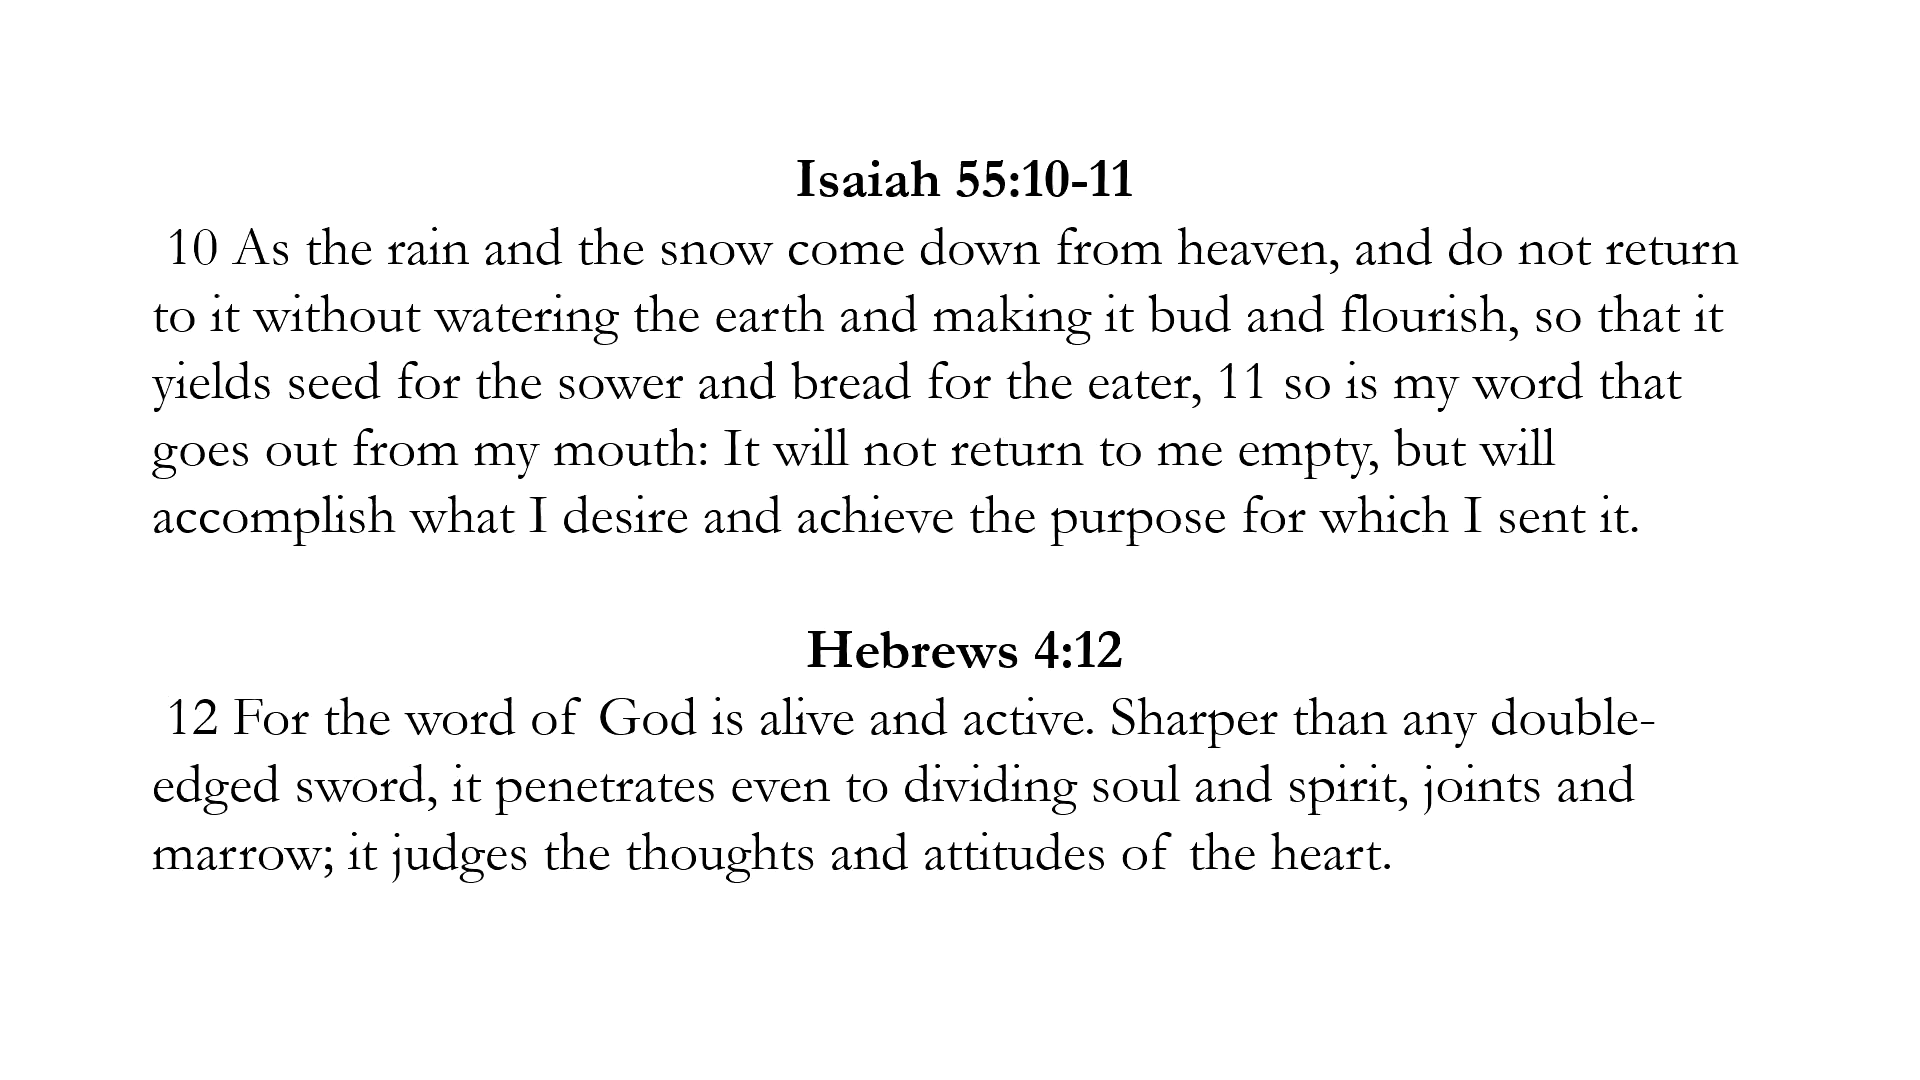 Isaiah 55:10-11
10 As the rain and the snow come down from heaven, and do not return
to it without watering the earth and making it bud and flourish, so that it
yields seed for the sower and bread for the eater, 11 so is my word that
goes out from my mouth: It will not return to me empty, but will
accomplish what I desire and achieve the purpose for which I sent it.
Hebrews 4:12
12 For the word of God is alive and active. Sharper than any double-
edged sword, it penetrates even to dividing soul and spirit, joints and
marrow; it judges the thoughts and attitudes of the heart.